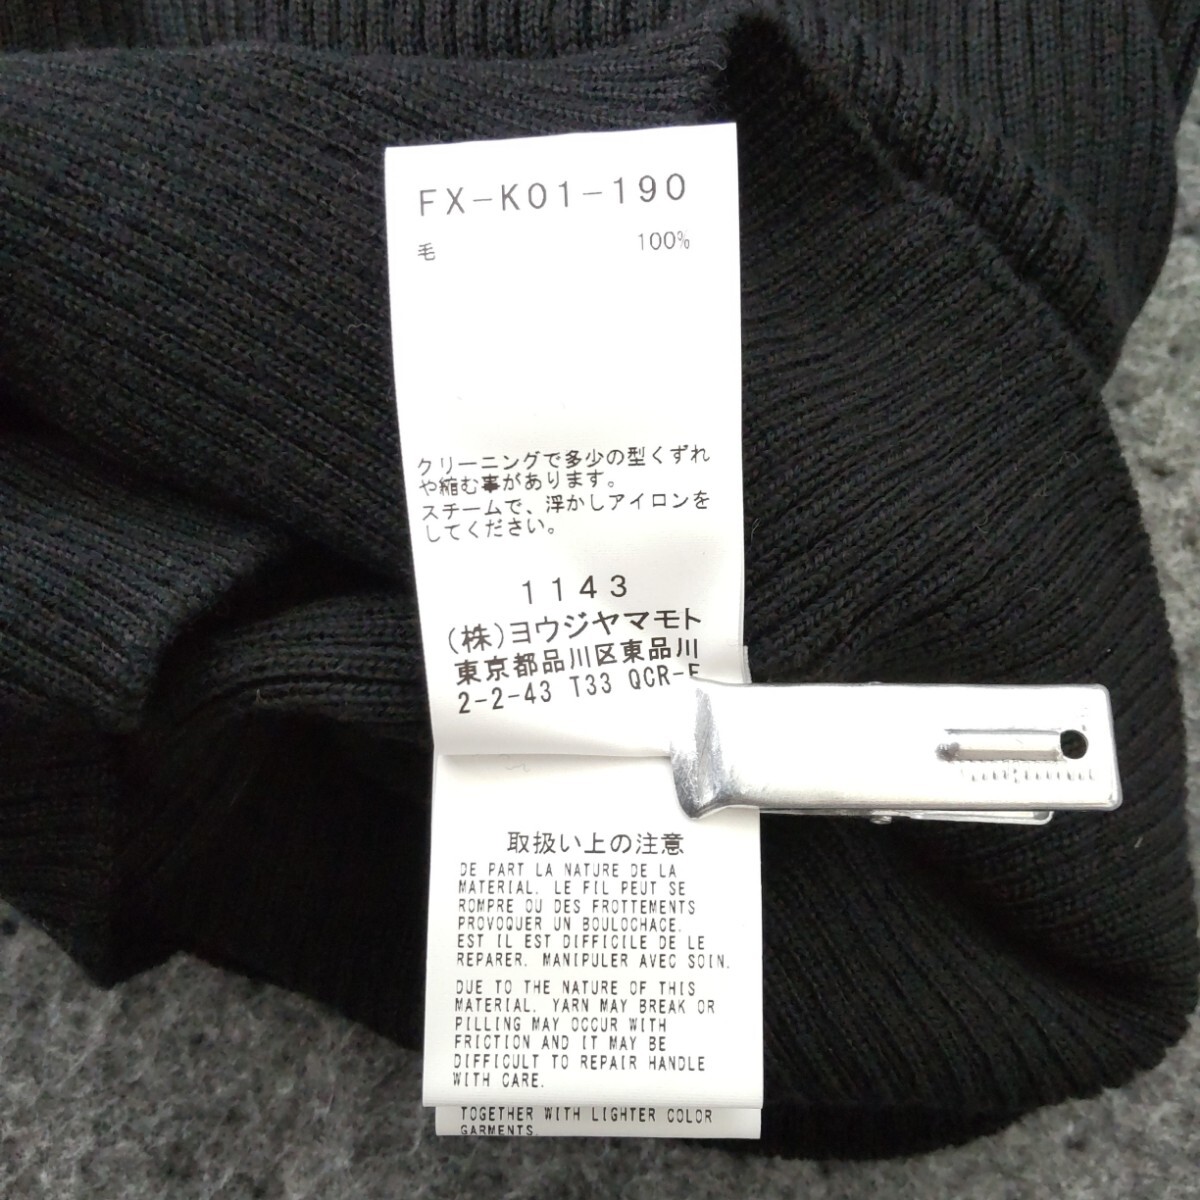 FX-K01-190
毛 100%
クリーニングで多少の型くずれ
や縮む事があります。
スチームで、浮かしアイロンを
してください。
1143
(株)ヨウジヤマモト
東京都品川区東品川
2-2-43 T33 QCR-F
取扱い上の注意
DE PART LA NATURE DE LA
MATERIAL, LE FIL PEUT SE
ROMPRE OU DES FROTTEMENTS
PROVOQUER UN BOULOCHACE.
EST IL EST DIFFICILE DE LE
REPARER. MANIPULER AVEC SOIN.
DUE TO THE NATURE OF THIS
MATERIAL, YARN MAY BREAK OR
PILLING MAY OCCUR WITH
FRICTION AND IT MAY BE
DIFFICULT TO REPAIR HANDLE
WITH CARE.
TOGETHER WITH LIGHTER COLOR
GARMENTS.